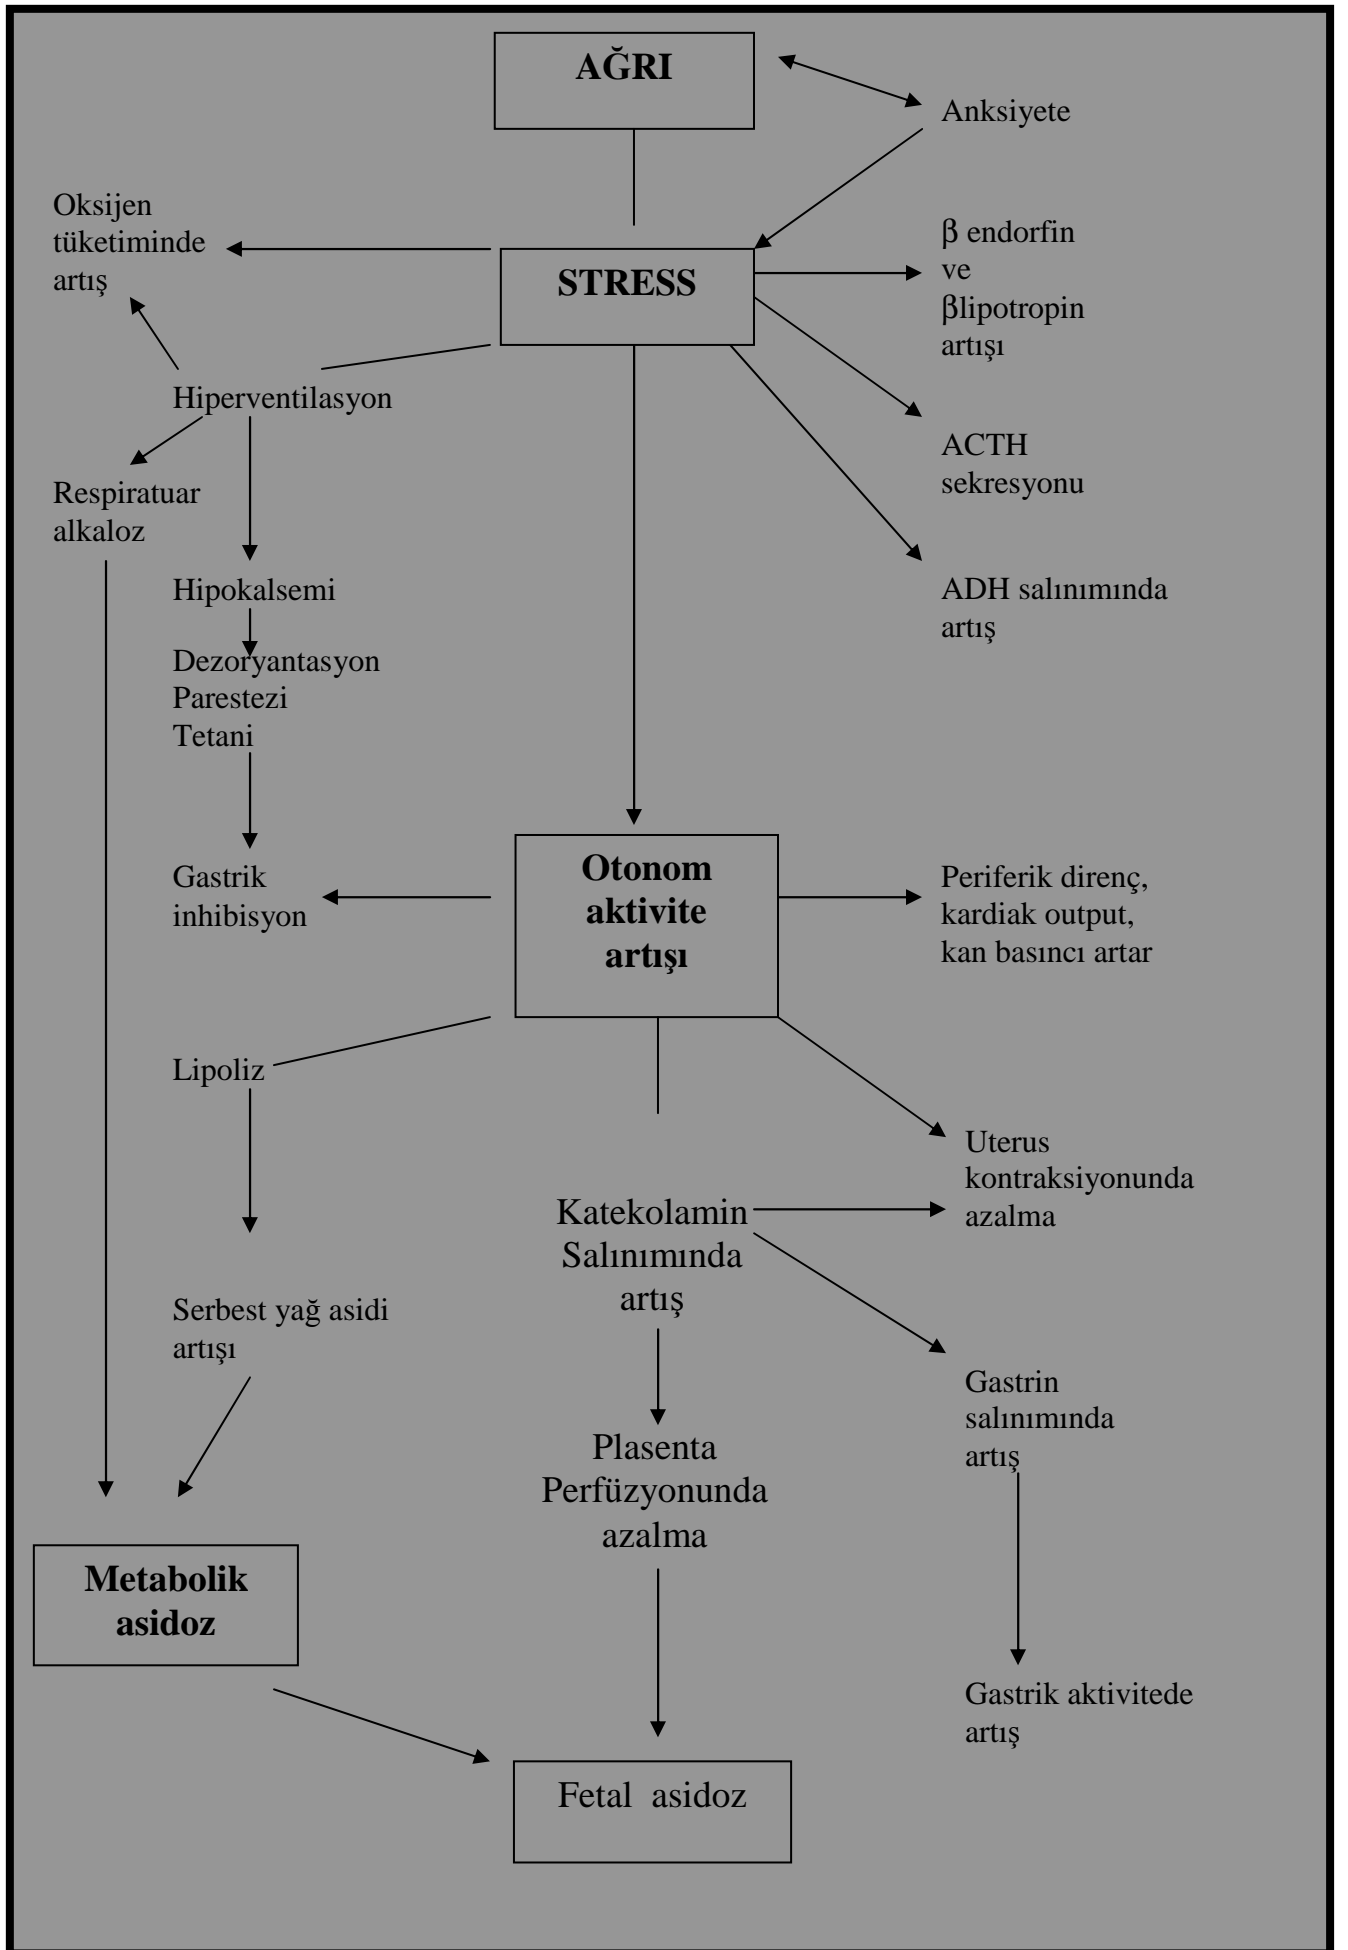 AĞRI
Anksiyete
Oksijen
tüketiminde
artış
STRESS
β endorfin
ve
βlipotropin
artışı
Hiperventilasyon
ACTH
sekresyonu
Respiratuar
alkaloz
Hipokalsemi
ADH salınımında
artış
Dezoryantasyon
Parestezi
Tetani
Otonom
aktivite
artışı
Gastrik
inhibisyon
Periferik direnç,
kardiak output,
kan basıncı artar
Lipoliz
Uterus
kontraksiyonunda
azalma
Katekolamin
Salınımında
artış
Serbest yağ asidi
artışı
Gastrin
salınımında
artış
Plasenta
Perfüzyonunda
azalma
Metabolik
asidoz
Gastrik aktivitede
artış
Fetal  asidoz